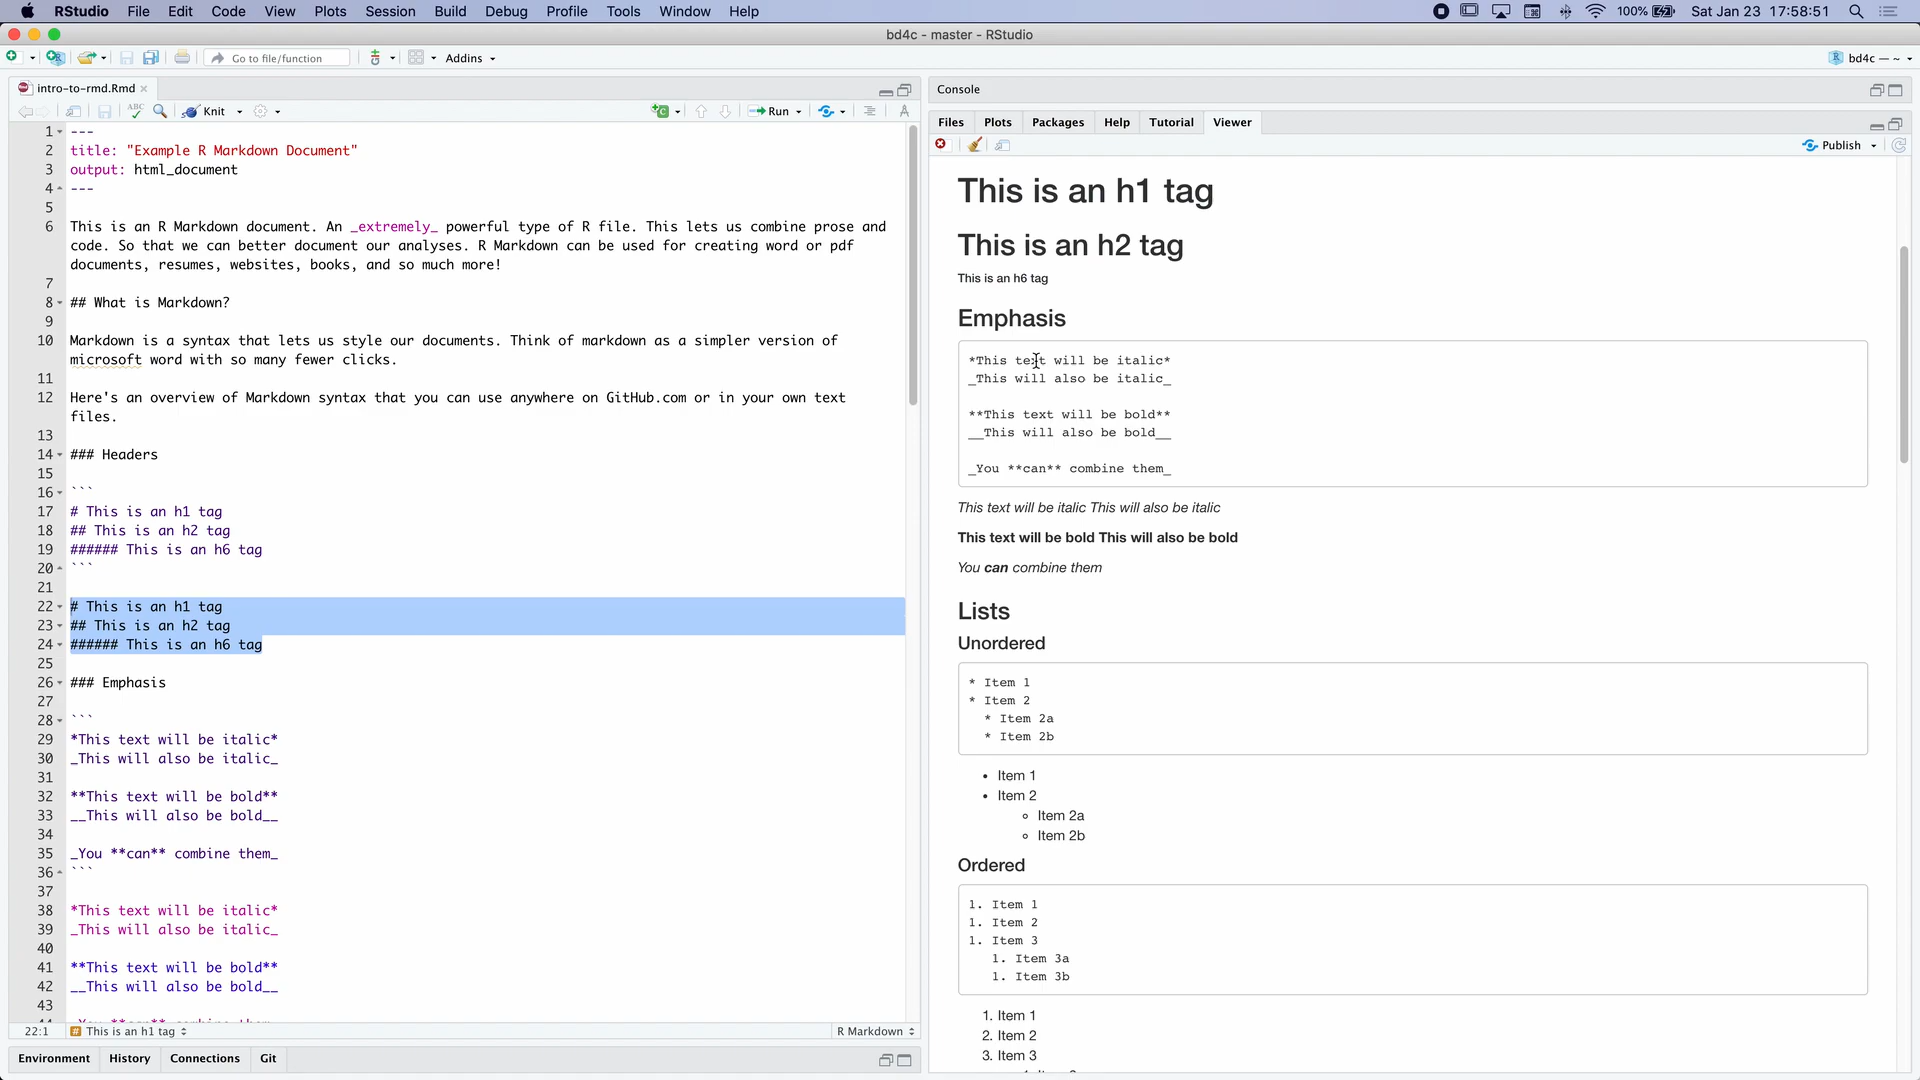 RStudio File Edit Code View Plots Session Build Debug Profile Tools Window Help 100% Sat Jan 23 17:58:51
bd4c - master - RStudio
Go to file/function Addins bd4c — ~
intro-to-rmd.Rmd
ABC Knit Run
1 ---
2 title: "Example R Markdown Document"
3 output: html_document
4 ---
5
6 This is an R Markdown document. An _extremely_ powerful type of R file. This lets us combine prose and
code. So that we can better document our analyses. R Markdown can be used for creating word or pdf
documents, resumes, websites, books, and so much more!
7
8 ## What is Markdown?
9
10 Markdown is a syntax that lets us style our documents. Think of markdown as a simpler version of
microsoft word with so many fewer clicks.
11
12 Here's an overview of Markdown syntax that you can use anywhere on GitHub.com or in your own text
files.
13
14 ### Headers
15
16 ```
17 # This is an h1 tag
18 ## This is an h2 tag
19 ###### This is an h6 tag
20 ```
21
22 # This is an h1 tag
23 ## This is an h2 tag
24 ###### This is an h6 tag
25
26 ### Emphasis
27
28 ```
29 *This text will be italic*
30 _This will also be italic_
31
32 **This text will be bold**
33 __This will also be bold__
34
35 _You **can** combine them_
36 ```
37
38 *This text will be italic*
39 _This will also be italic_
40
41 **This text will be bold**
42 __This will also be bold__
43
22:1 # This is an h1 tag R Markdown
Environment History Connections Git
Console
Files Plots Packages Help Tutorial Viewer
Publish
This is an h1 tag
This is an h2 tag
This is an h6 tag
Emphasis
*This text will be italic*
_This will also be italic_
**This text will be bold**
__This will also be bold__
_You **can** combine them_
This text will be italic This will also be italic
This text will be bold This will also be bold
You can combine them
Lists
Unordered
* Item 1
* Item 2
* Item 2a
* Item 2b
• Item 1
• Item 2
◦ Item 2a
◦ Item 2b
Ordered
1. Item 1
1. Item 2
1. Item 3
1. Item 3a
1. Item 3b
1. Item 1
2. Item 2
3. Item 3